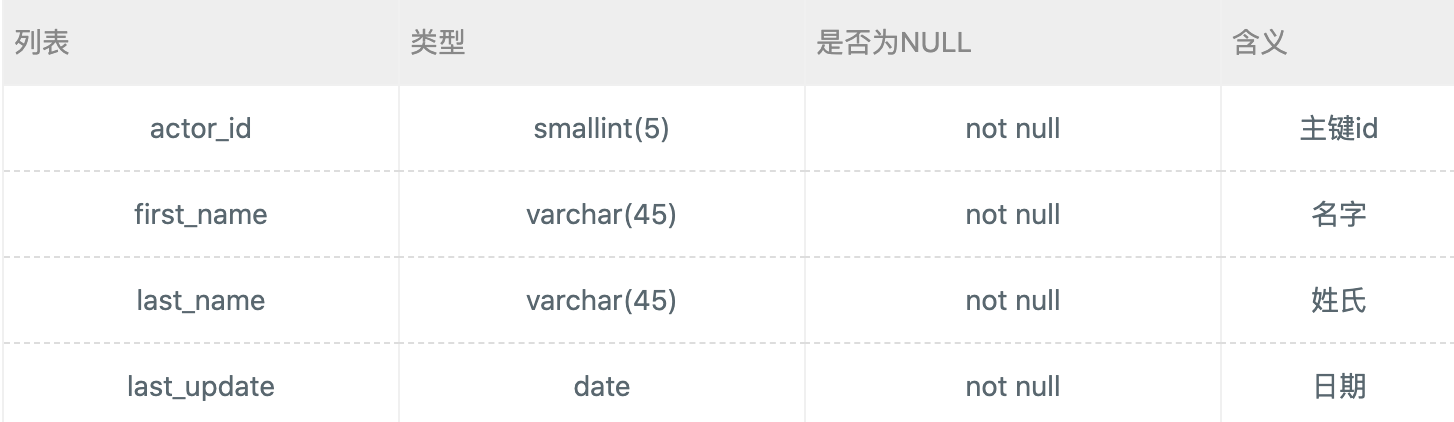 列表 类型 是否为NULL 含义
actor_id smallint(5) not null 主键id
first_name varchar(45) not null 名字
last_name varchar(45) not null 姓氏
last_update date not null 日期